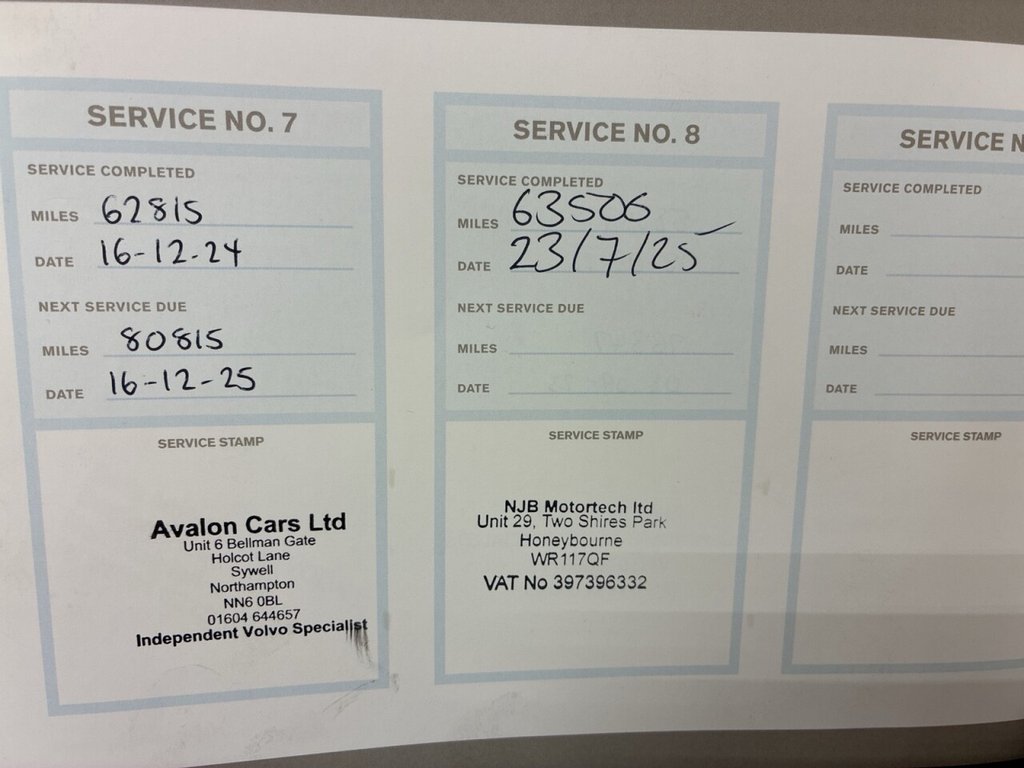 SERVICE NO. 7
SERVICE COMPLETED
MILES 62815
DATE 16-12-24
NEXT SERVICE DUE
MILES 80815
DATE 16-12-25
SERVICE STAMP
Avalon Cars Ltd
Unit 6 Bellman Gate
Holcot Lane
Sywell
Northampton
NN6 0BL
01604 644657
Independent Volvo Specialist
SERVICE NO. 8
SERVICE COMPLETED
MILES 63506
DATE 23/7/25
NEXT SERVICE DUE
MILES
DATE
SERVICE STAMP
NJB Motortech ltd
Unit 29, Two Shires Park
Honeybourne
WR117QF
VAT No 397396332
SERVICE N
SERVICE COMPLETED
MILES
DATE
NEXT SERVICE DUE
MILES
DATE
SERVICE STAMP